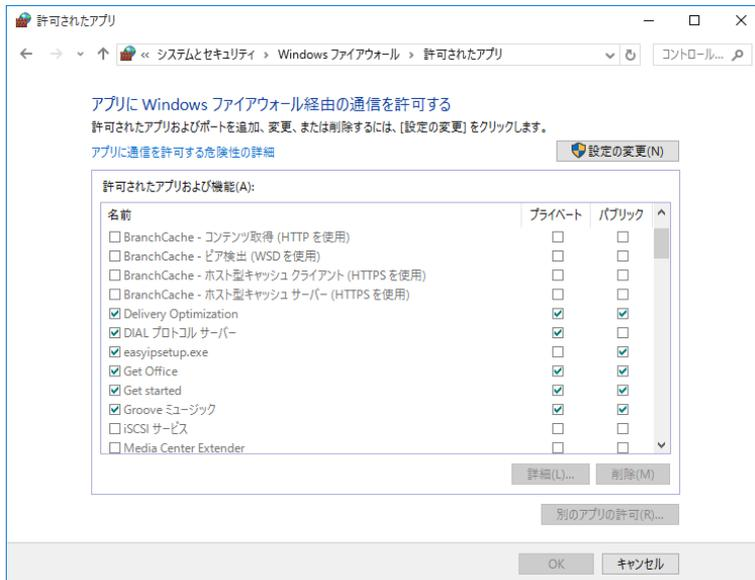 許可されたアプリ
« システムとセキュリティ › Windows ファイアウォール › 許可されたアプリ コントロール...
アプリに Windows ファイアウォール経由の通信を許可する
許可されたアプリおよびポートを追加、変更、または削除するには、[設定の変更] をクリックします。
アプリに通信を許可する危険性の詳細 設定の変更(N)
許可されたアプリおよび機能(A):
名前 プライベート パブリック
BranchCache - コンテンツ取得 (HTTP を使用)
BranchCache - ピア検出 (WSD を使用)
BranchCache - ホスト型キャッシュ クライアント (HTTPS を使用)
BranchCache - ホスト型キャッシュ サーバー (HTTPS を使用)
Delivery Optimization
DIAL プロトコル サーバー
easyipsetup.exe
Get Office
Get started
Groove ミュージック
iSCSI サービス
Media Center Extender
詳細(L)... 削除(M)
別のアプリの許可(R)...
OK キャンセル